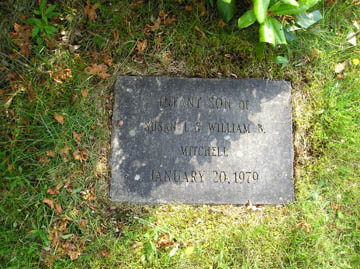 INFANT SON OF
SUSAN J. & WILLIAM N.
MITCHELL
JANUARY 20, 1979